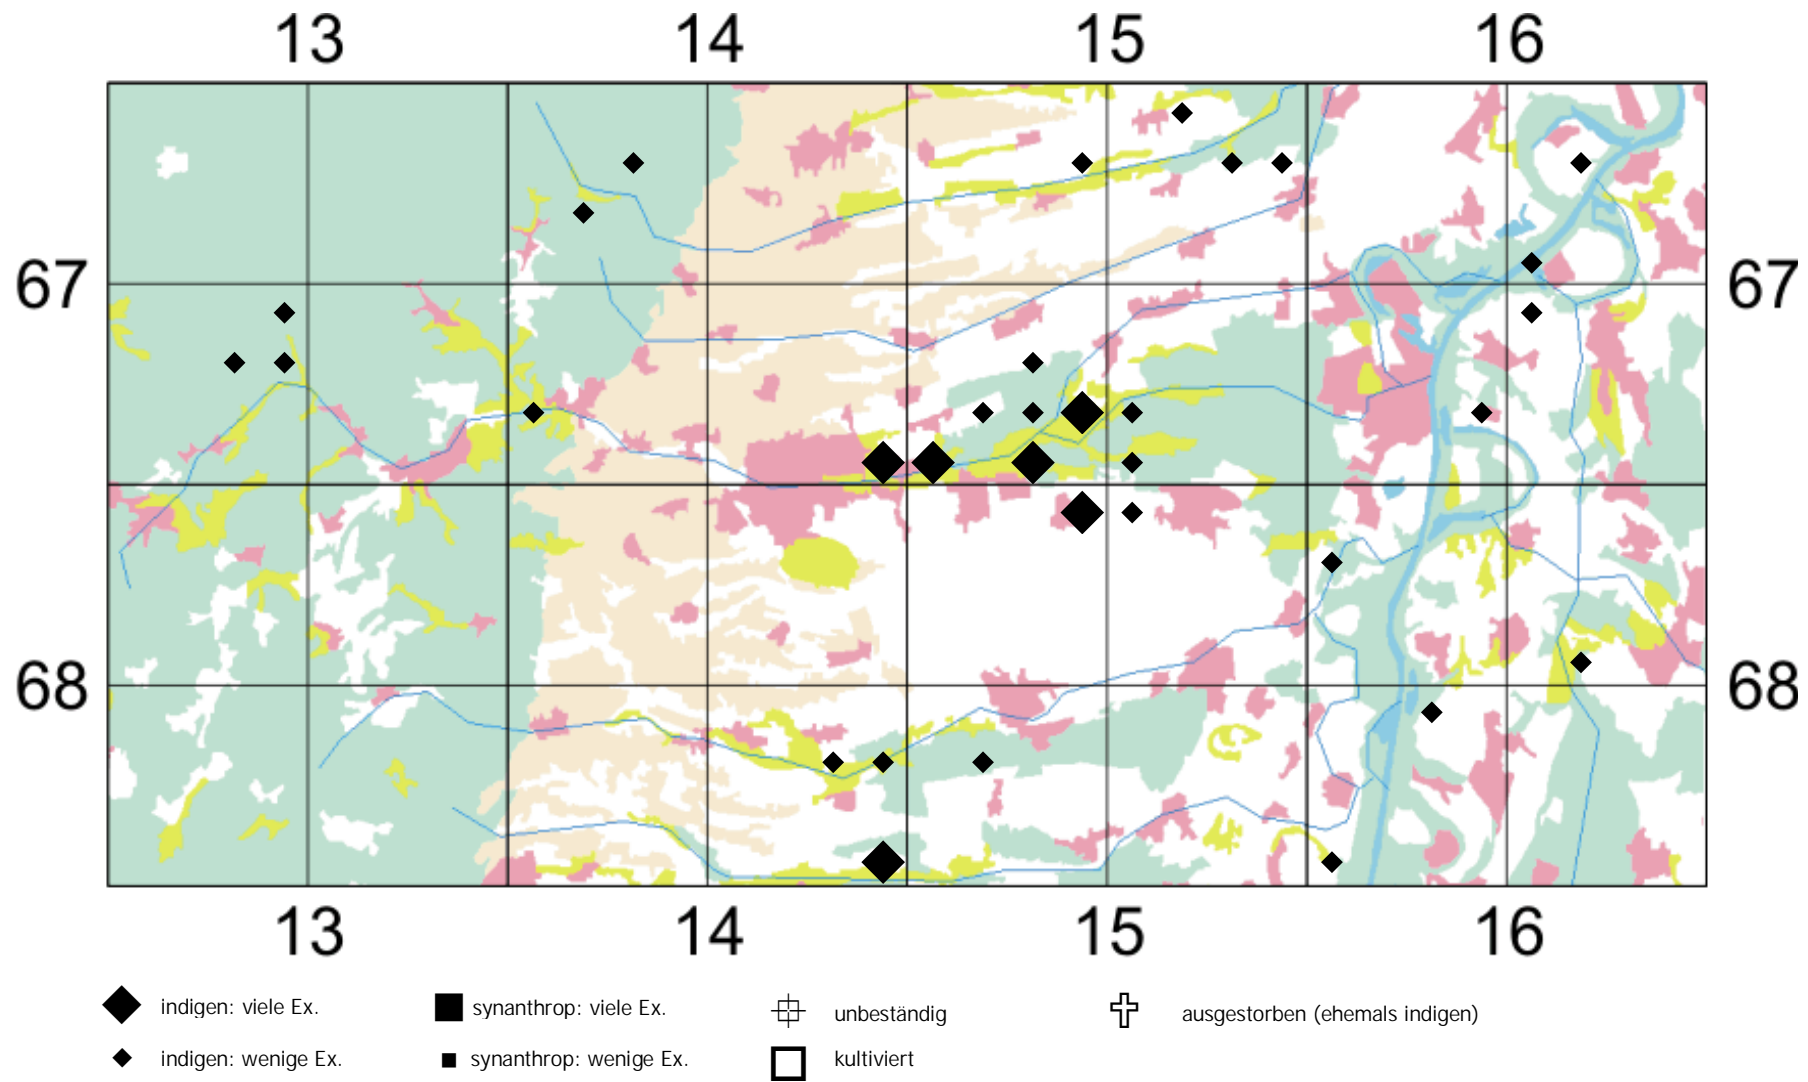 13 14 15 16
67 67
68 68
13 14 15 16
indigen: viele Ex. synanthrop: viele Ex. unbeständig ausgestorben (ehemals indigen)
indigen: wenige Ex. synanthrop: wenige Ex. kultiviert